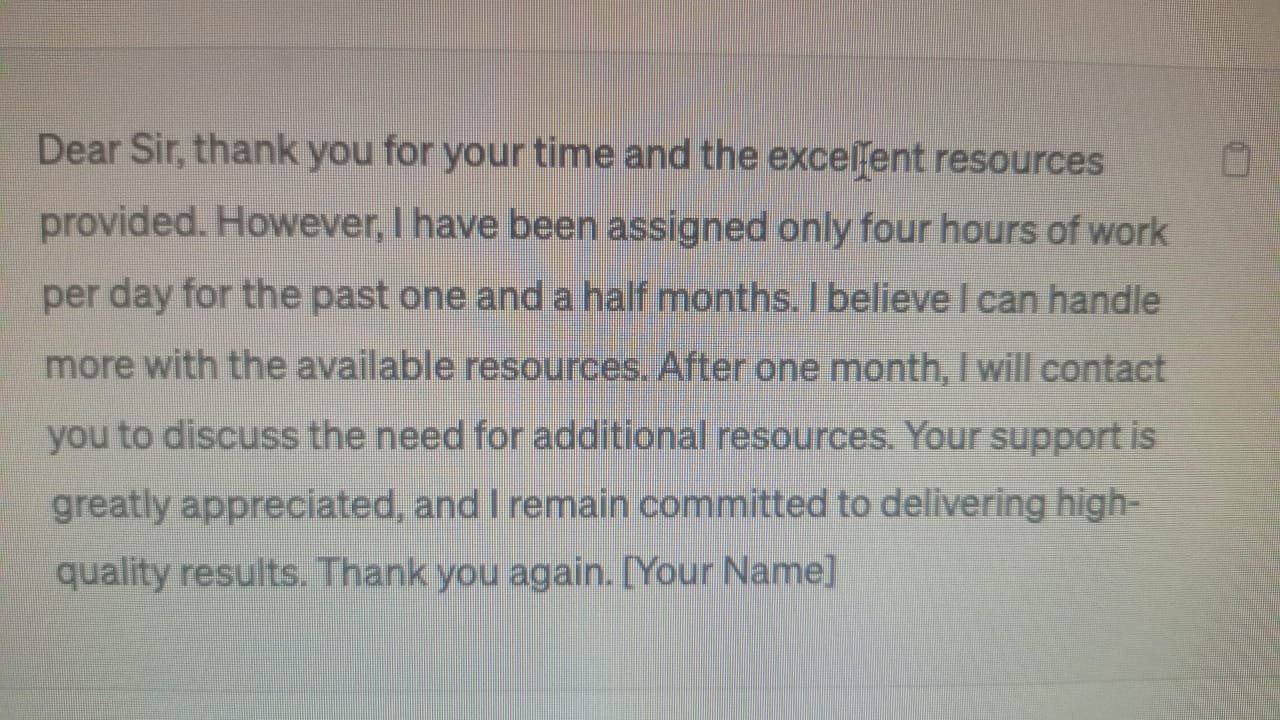 Dear Sir, thank you for your time and the excellent resources
provided. However, I have been assigned only four hours of work
per day for the past one and a half months. I believe I can handle
more with the available resources. After one month, I will contact
you to discuss the need for additional resources. Your support is
greatly appreciated, and I remain committed to delivering high-
quality results. Thank you again. [Your Name]